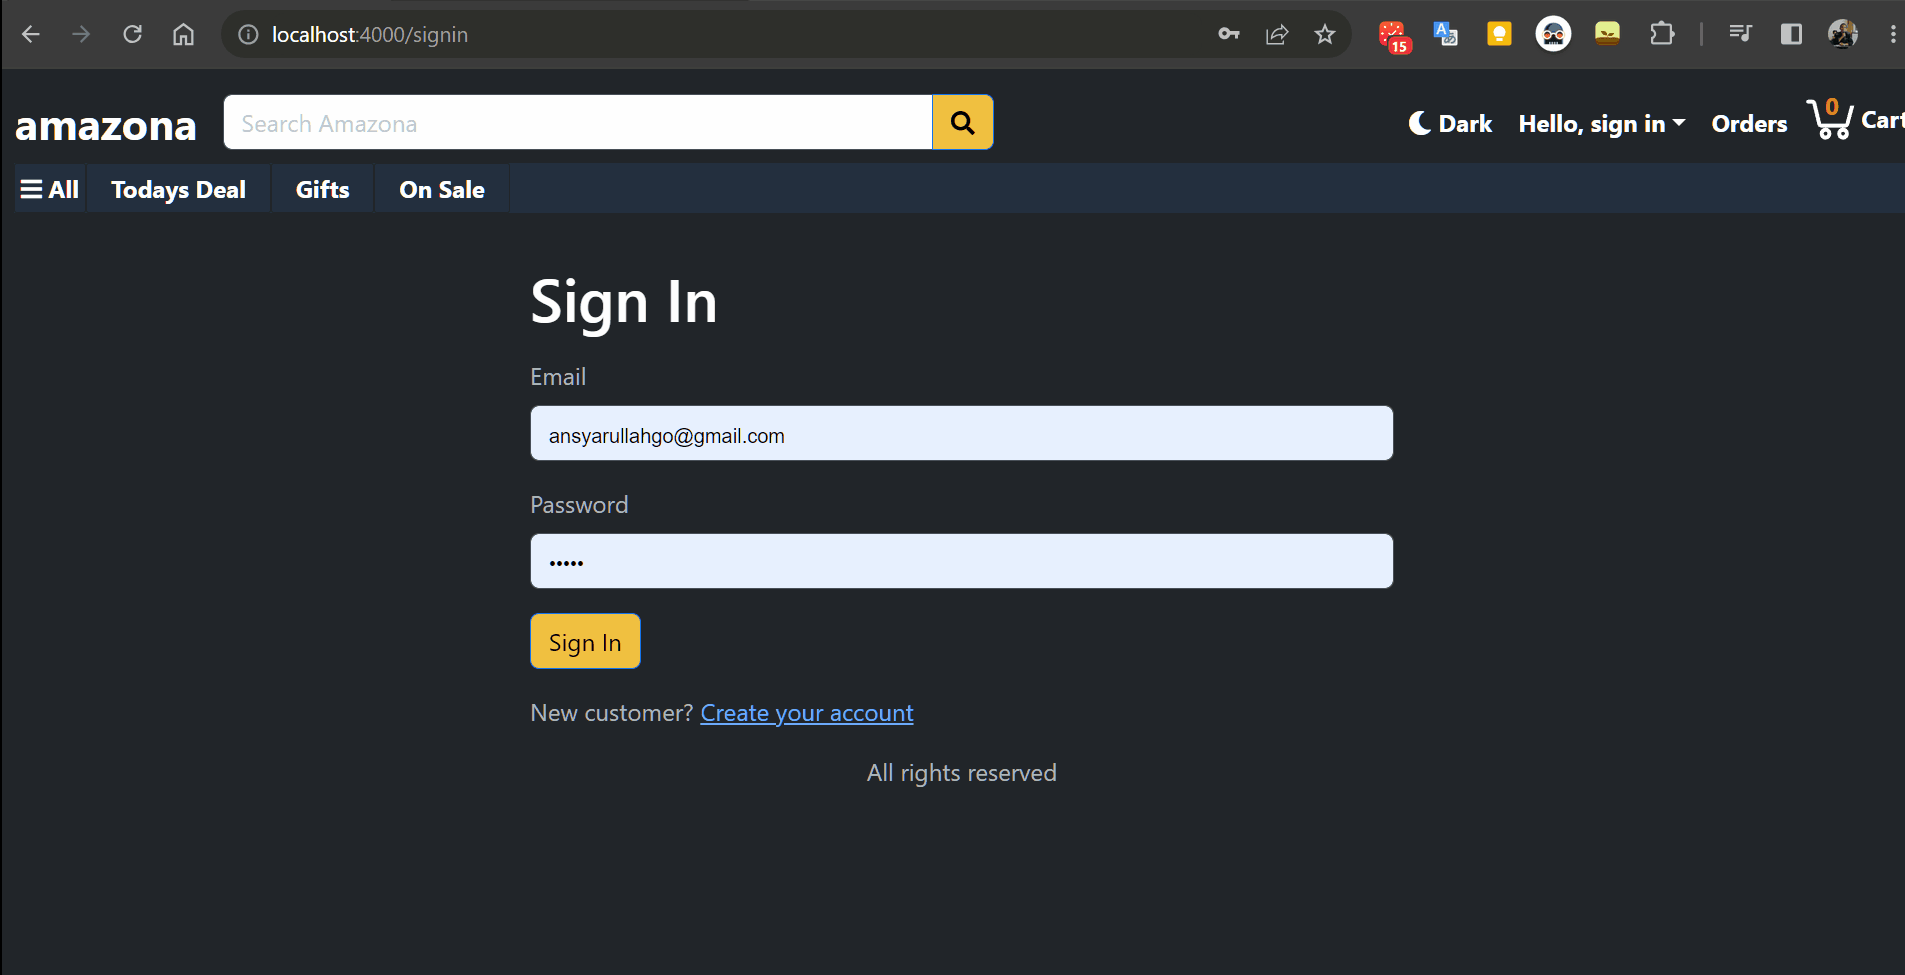 localhost:4000/signin
15
amazona
Search Amazona
Dark
Hello, sign in
Orders
0
Cart
All
Todays Deal
Gifts
On Sale
Sign In
Email
ansyarullahgo@gmail.com
Password
•••••
Sign In
New customer? Create your account
All rights reserved